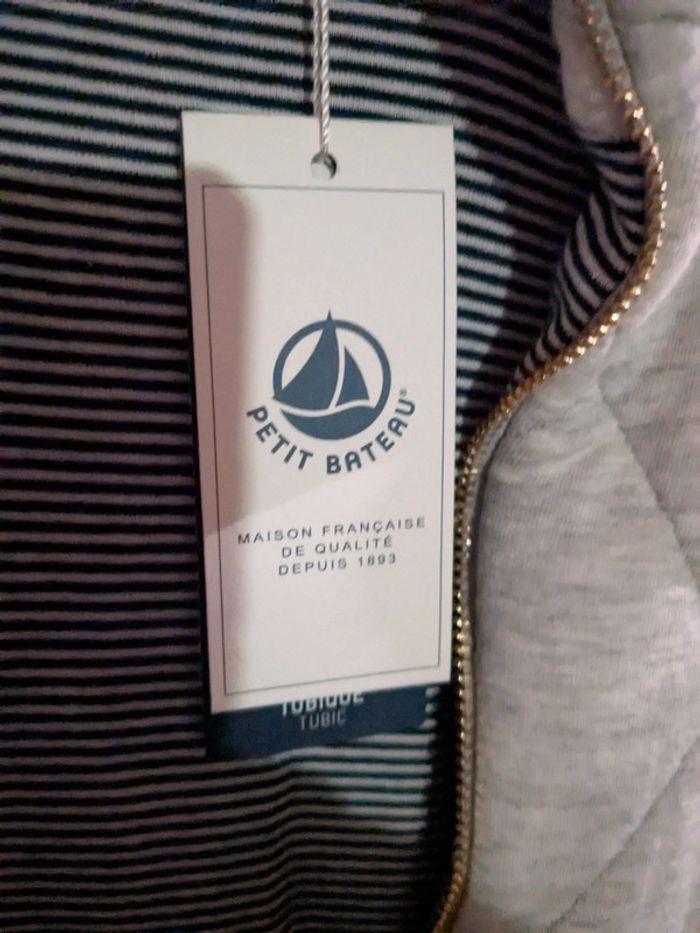 PETIT BATEAU®
MAISON FRANÇAISE
DE QUALITÉ
DEPUIS 1893
TUBIQUE
TUBIC